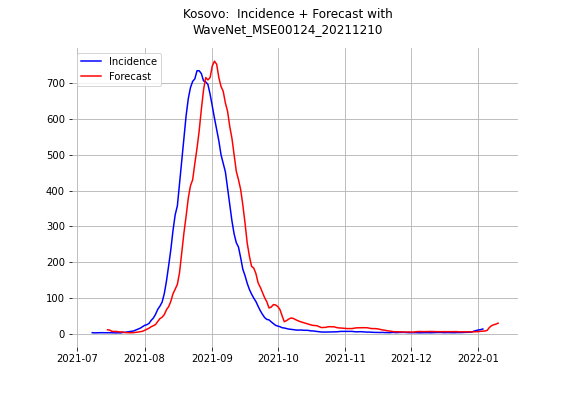 Kosovo:  Incidence + Forecast with
WaveNet_MSE00124_20211210
Incidence
Forecast
700
600
500
400
300
200
100
0
2021-07 2021-08 2021-09 2021-10 2021-11 2021-12 2022-01